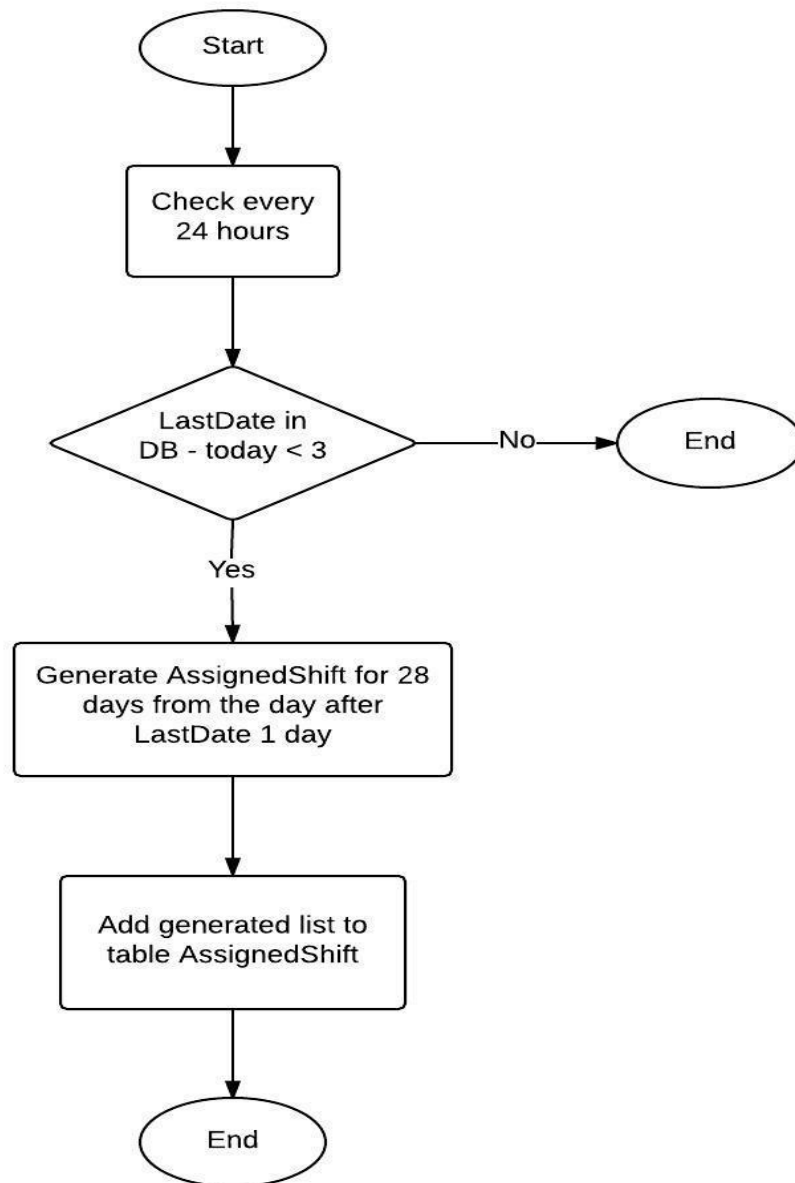 Start
Check every
24 hours
LastDate in
DB - today < 3
No
End
Yes
Generate AssignedShift for 28
days from the day after
LastDate 1 day
Add generated list to
table AssignedShift
End